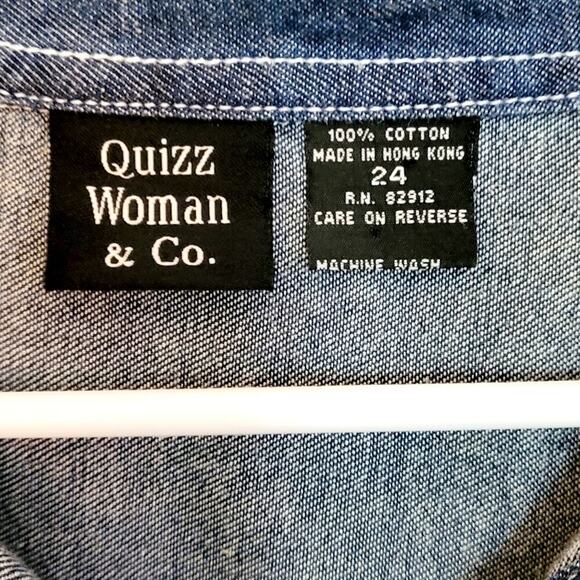 Quizz
Woman
& Co.
100% COTTON
MADE IN HONG KONG
24
R.N. 82912
CARE ON REVERSE
MACHINE WASH